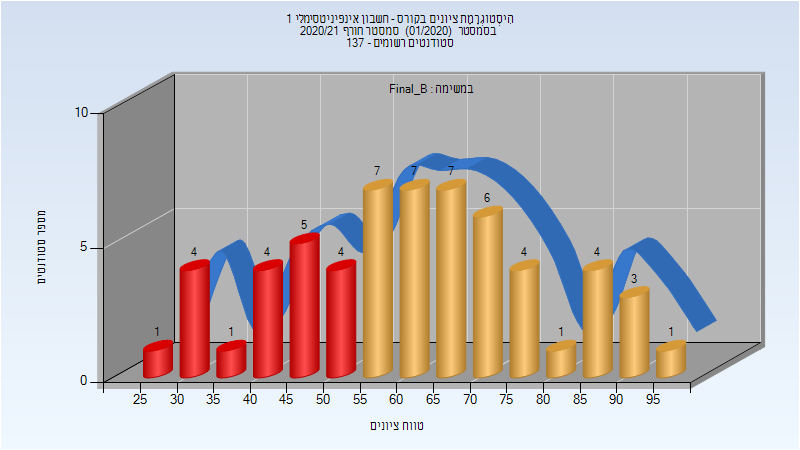 הִיסְטוֹגְרָמַת ציונים בקורס - חשבון אינפיניטסימלי 1
בסמסטר (01/2020) סמסטר חורף 2020/21
סטודנטים רשומים - 137
במשימה : Final_B
מספר סטודנטים
10
5
0
1
4
1
4
5
4
7
7
7
6
4
1
4
3
1
25 30 35 40 45 50 55 60 65 70 75 80 85 90 95
טווח ציונים